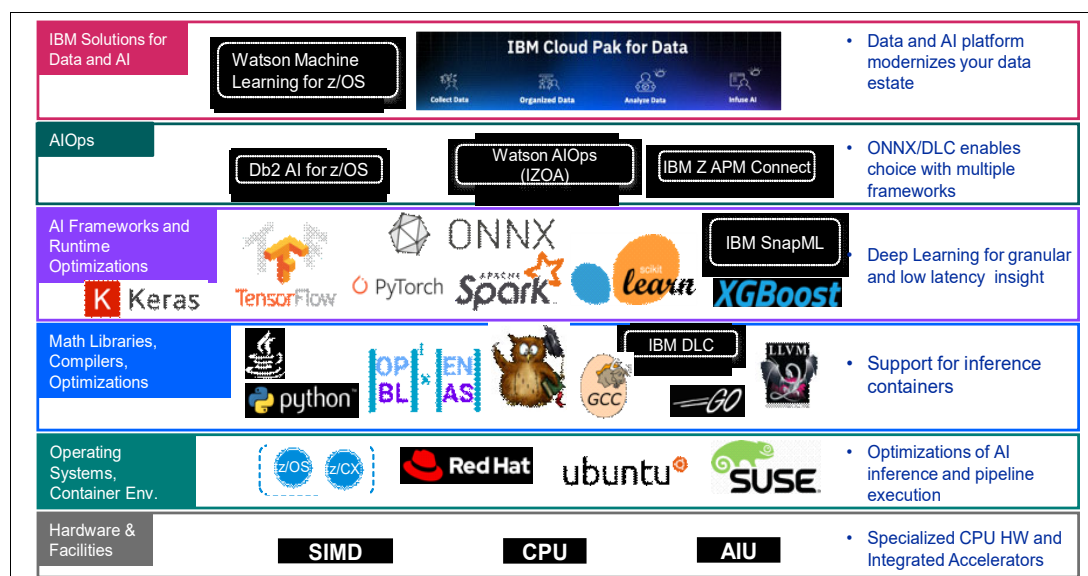 IBM Solutions for
Data and AI
Watson Machine
Learning for z/OS
IBM Cloud Pak for Data
Collect Data
Organized Data
Analyze Data
Infuse AI
• Data and AI platform
modernizes your data
estate
AIOps
Db2 AI for z/OS
Watson AIOps
(IZOA)
IBM Z APM Connect
• ONNX/DLC enables
choice with multiple
frameworks
AI Frameworks and
Runtime
Optimizations
K Keras
TensorFlow
ONNX
PyTorch
APACHE
Spark
scikit
learn
IBM SnapML
XGBoost
• Deep Learning for granular
and low latency insight
Math Libraries,
Compilers,
Optimizations
python™
OP EN
BL AS
GCC
IBM DLC
GO
LLVM
• Support for inference
containers
Operating
Systems,
Container Env.
z/OS
z/CX
Red Hat
ubuntu
SUSE
• Optimizations of AI
inference and pipeline
execution
Hardware &
Facilities
SIMD
CPU
AIU
• Specialized CPU HW and
Integrated Accelerators